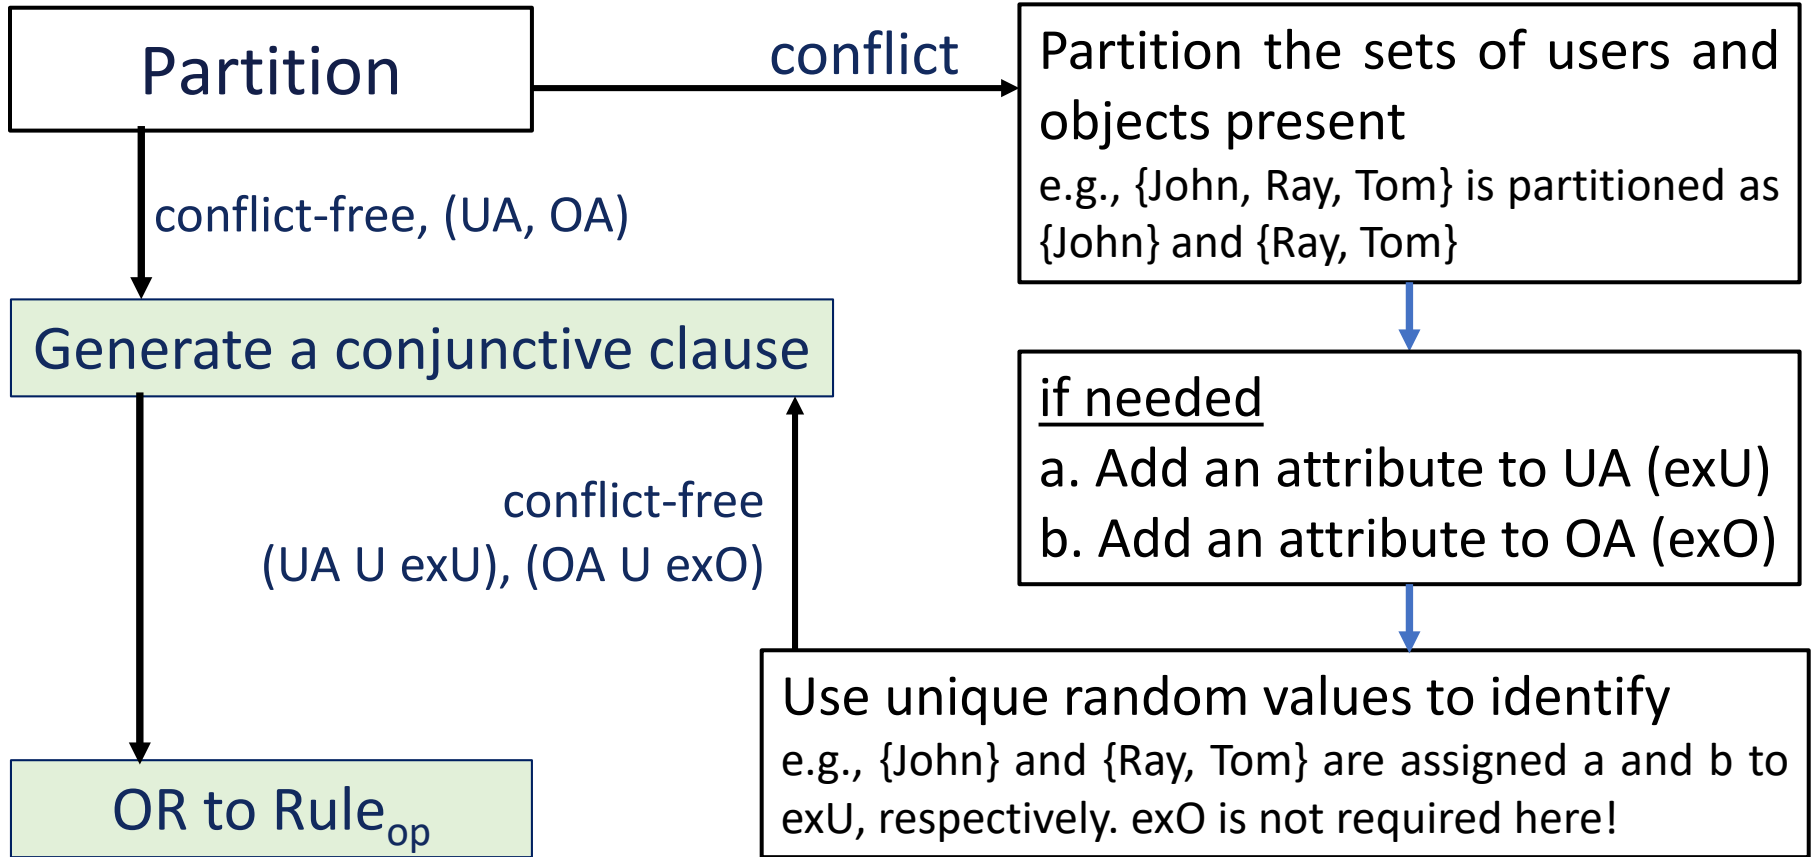 Partition
conflict
Partition the sets of users and
objects present
e.g., {John, Ray, Tom} is partitioned as
{John} and {Ray, Tom}
conflict-free, (UA, OA)
Generate a conjunctive clause
if needed
a. Add an attribute to UA (exU)
b. Add an attribute to OA (exO)
conflict-free
(UA U exU), (OA U exO)
Use unique random values to identify
e.g., {John} and {Ray, Tom} are assigned a and b to
exU, respectively. exO is not required here!
OR to Rule_op